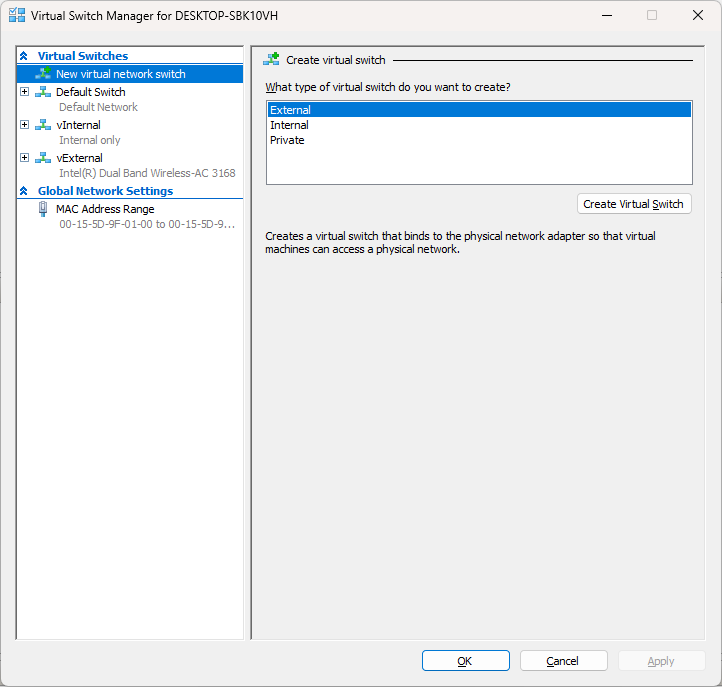 Virtual Switch Manager for DESKTOP-SBK10VH
Virtual Switches
New virtual network switch
Default Switch
Default Network
vInternal
Internal only
vExternal
Intel(R) Dual Band Wireless-AC 3168
Global Network Settings
MAC Address Range
00-15-5D-9F-01-00 to 00-15-5D-9...
Create virtual switch
What type of virtual switch do you want to create?
External
Internal
Private
Create Virtual Switch
Creates a virtual switch that binds to the physical network adapter so that virtual
machines can access a physical network.
OK
Cancel
Apply